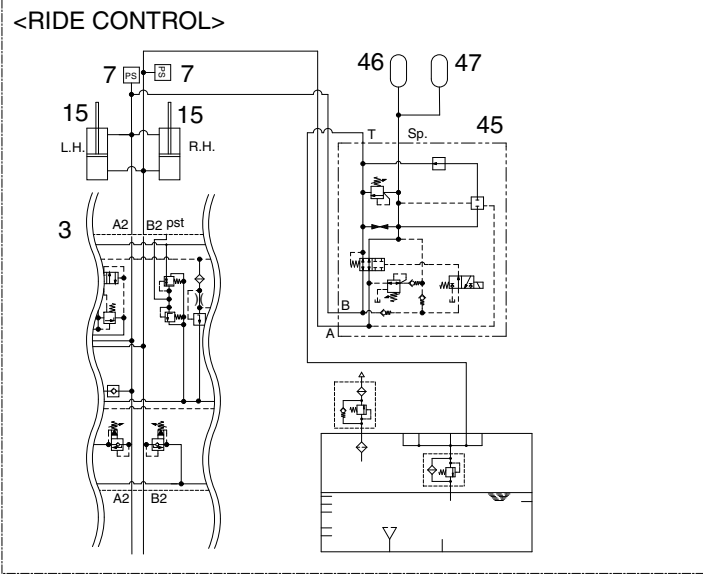 <RIDE CONTROL>
46 47
7 PS PS 7
15 15
45
T Sp.
L.H. R.H.
3 A2 B2 pst
B
A
A2 B2